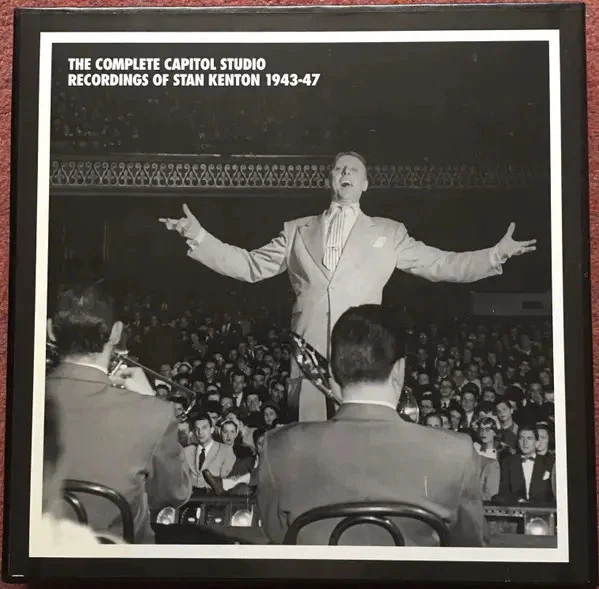 THE COMPLETE CAPITOL STUDIO
RECORDINGS OF STAN KENTON 1943-47